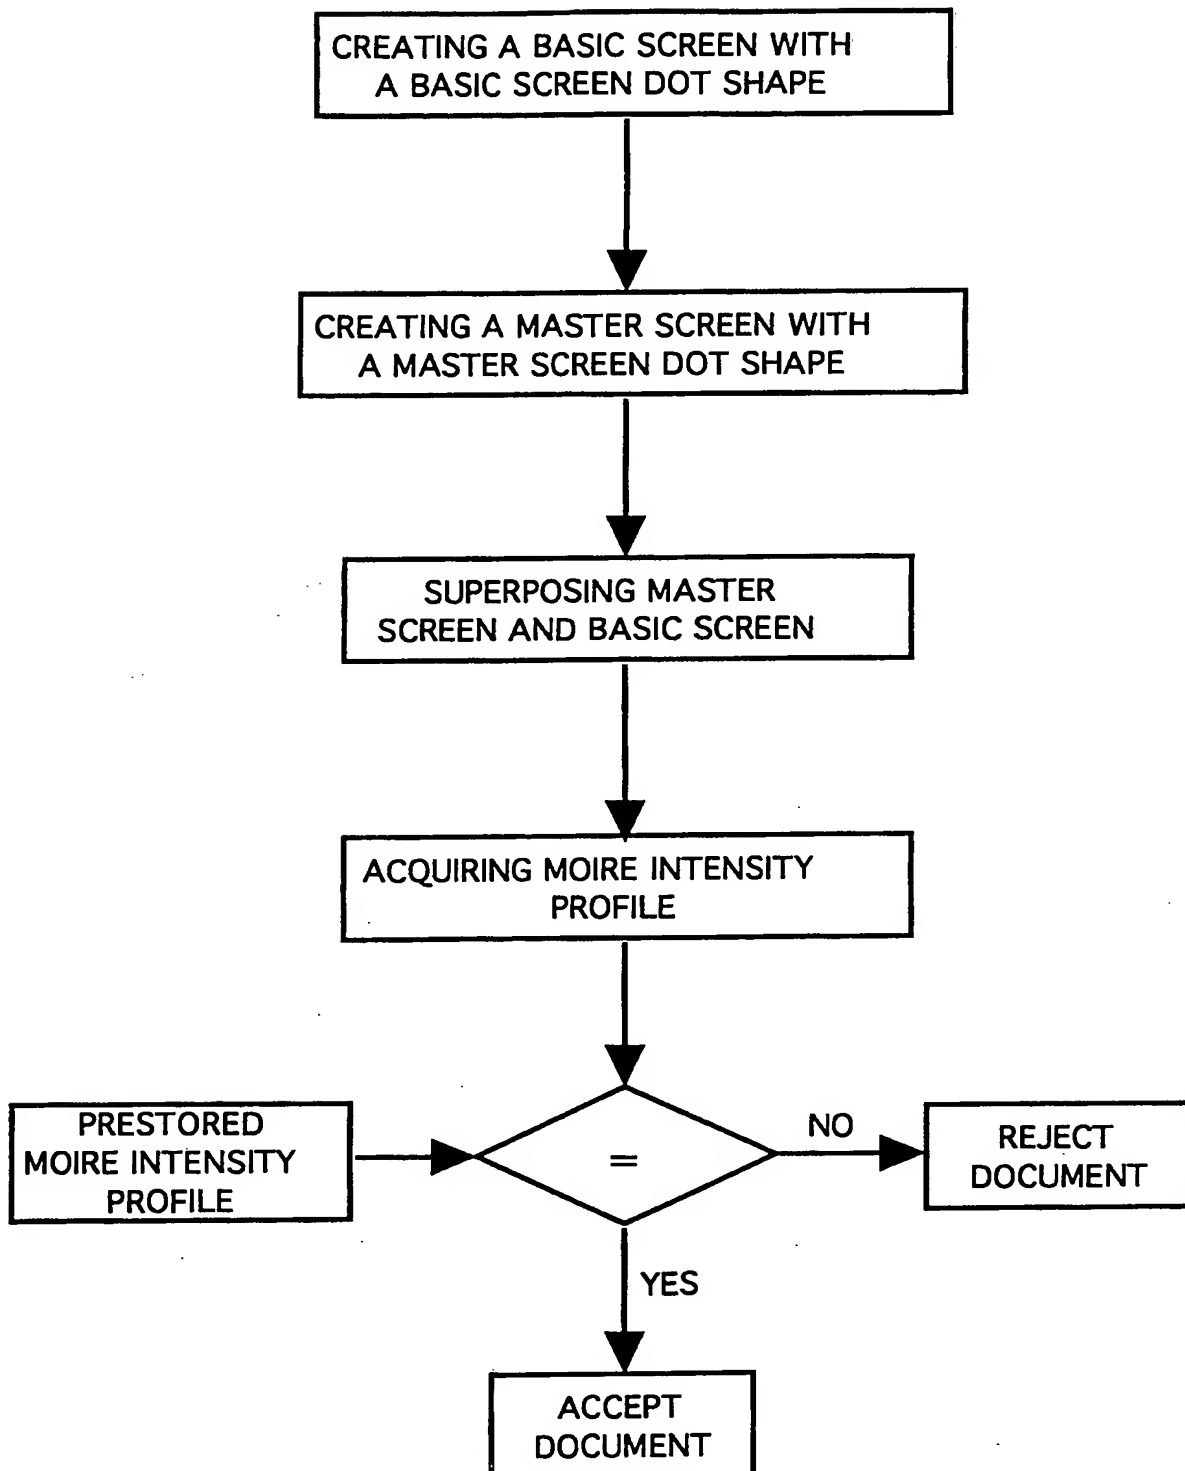 CREATING A BASIC SCREEN WITH
A BASIC SCREEN DOT SHAPE
CREATING A MASTER SCREEN WITH
A MASTER SCREEN DOT SHAPE
SUPERPOSING MASTER
SCREEN AND BASIC SCREEN
ACQUIRING MOIRE INTENSITY
PROFILE
PRESTORED
MOIRE INTENSITY
PROFILE
=
NO
REJECT
DOCUMENT
YES
ACCEPT
DOCUMENT